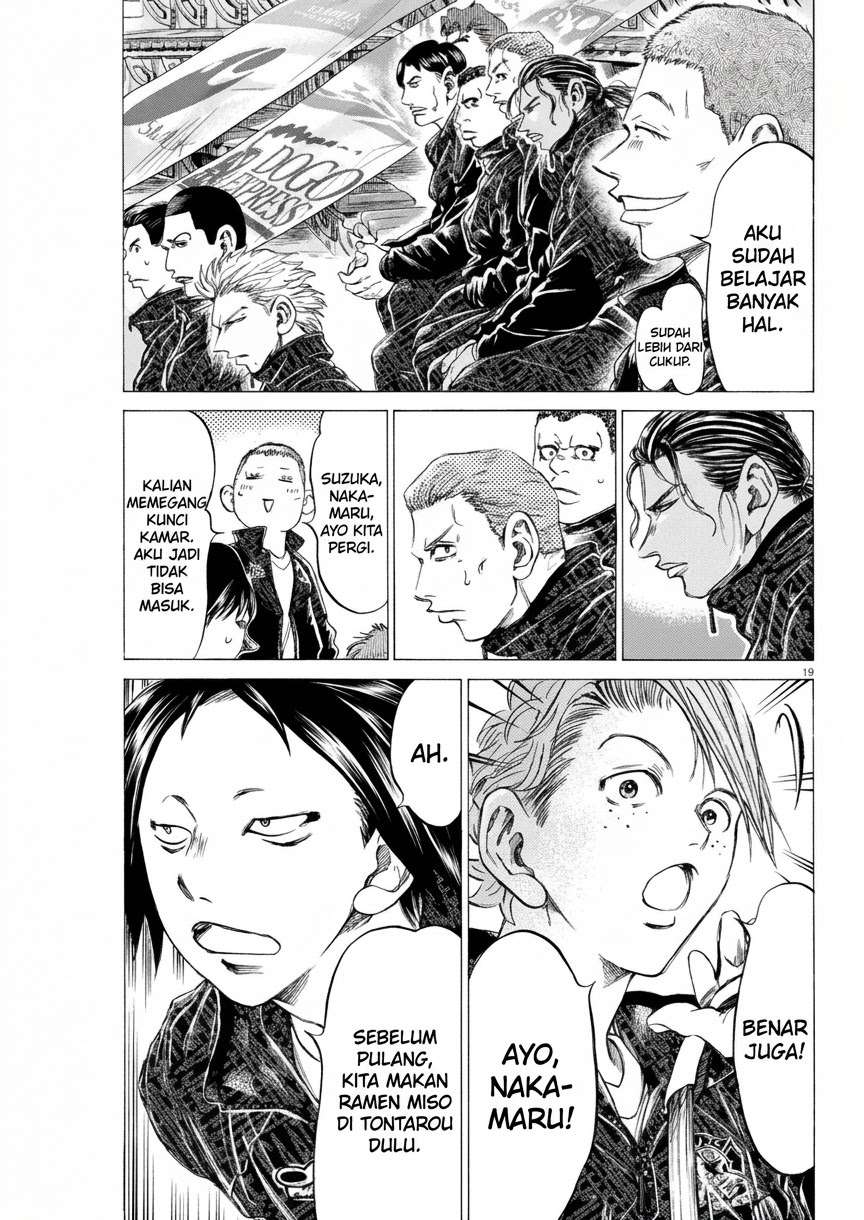 AKU
SUDAH
BELAJAR
BANYAK
HAL.
SUDAH
LEBIH DARI
CUKUP.
DOGO
EXPRESS
SUZUKA,
NAKA-
MARU,
AYO KITA
PERGI.
KALIAN
MEMEGANG
KUNCI
KAMAR.
AKU JADI
TIDAK
BISA
MASUK.
19
BENAR
JUGA!
AYO,
NAKA-
MARU!
AH.
SEBELUM
PULANG,
KITA MAKAN
RAMEN MISO
DI TONTAROU
DULU.